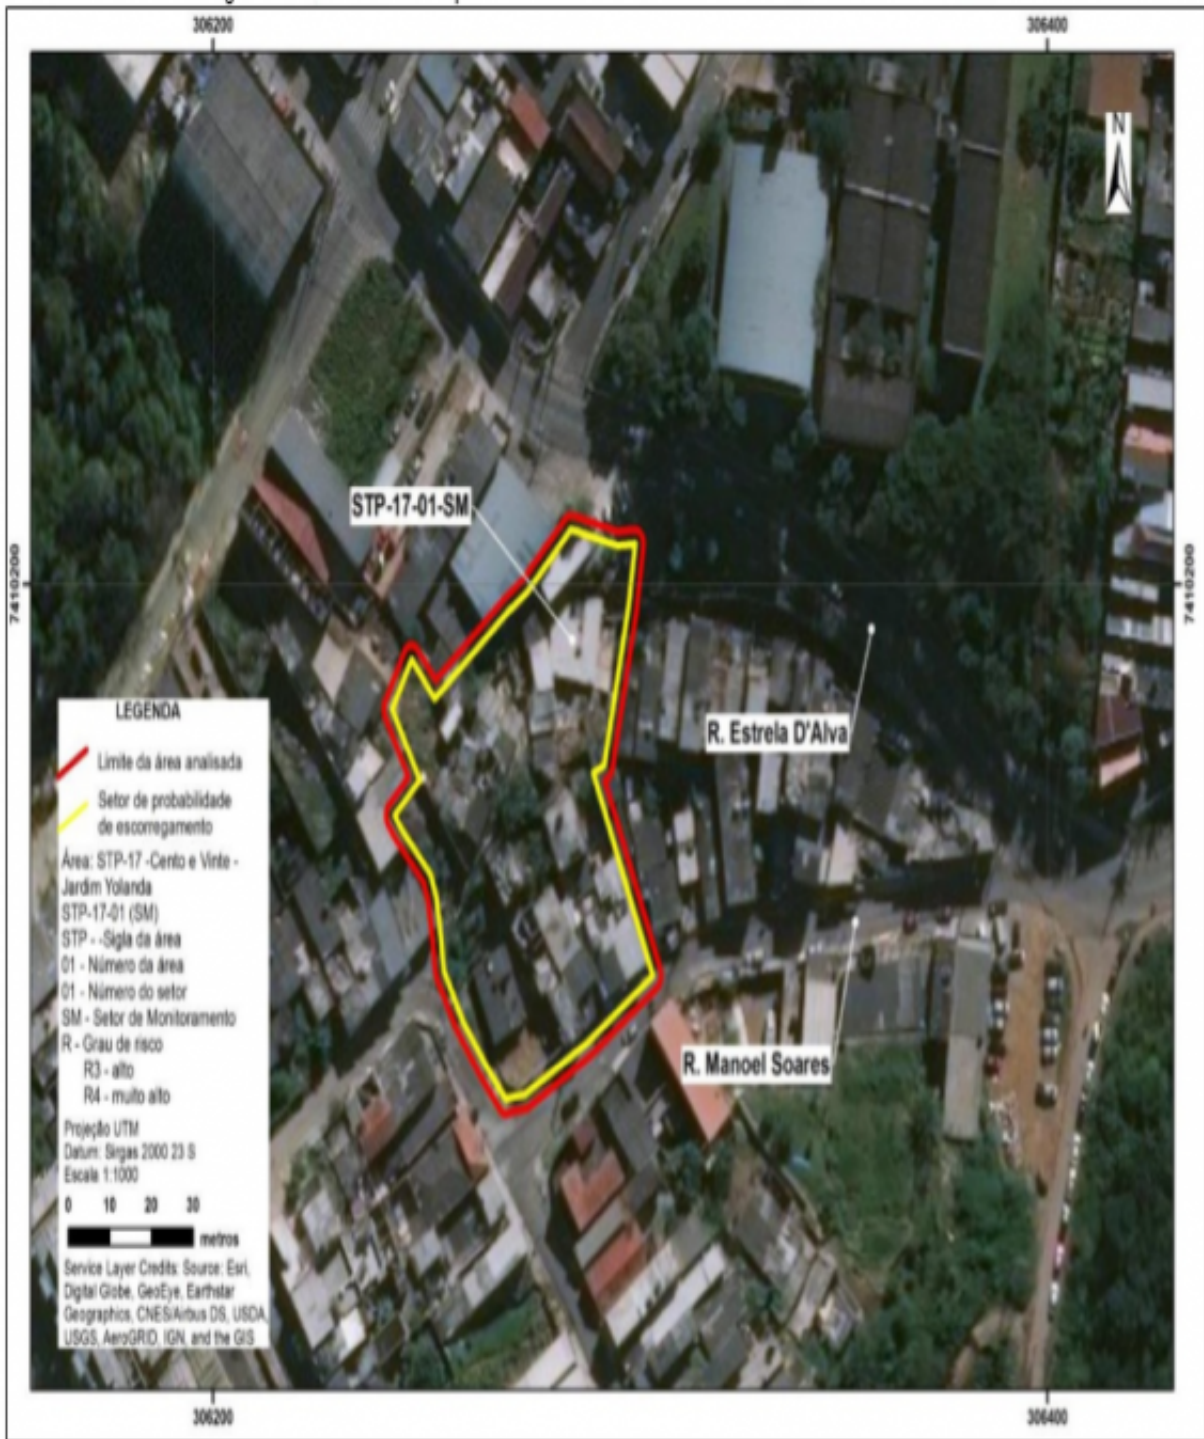 306200
306400
N
STP-17-01-SM
7410200
7410200
R. Estrela D'Alva
R. Manoel Soares
LEGENDA
Limite da área analisada
Setor de probabilidade
de escorregamento
Área: STP-17 -Cento e Vinte -
Jardim Yolanda
STP-17-01 (SM)
STP - -Sigla da área
01 - Número da área
01 - Número do setor
SM - Setor de Monitoramento
R - Grau de risco
R3 - alto
R4 - muito alto
Projeção UTM
Datum: Sirgas 2000 23 S
Escala 1:1000
0 10 20 30
metros
Service Layer Credits: Source: Esri,
Digital Globe, GeoEye, Earthstar
Geographics, CNES/Airbus DS, USDA,
USGS, AeroGRID, IGN, and the GIS
306200
306400